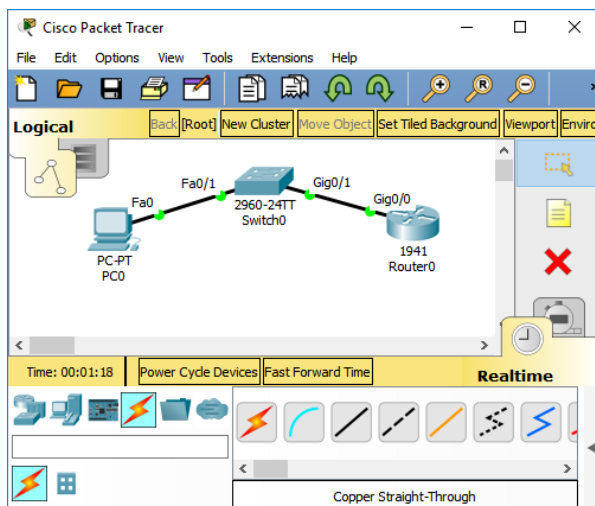 Cisco Packet Tracer
File Edit Options View Tools Extensions Help
Logical Back [Root] New Cluster Move Object Set Tiled Background Viewport Enviro
Fa0/1 Gig0/1
Fa0 2960-24TT Gig0/0
Switch0
PC-PT 1941
PC0 Router0
Time: 00:01:18 Power Cycle Devices Fast Forward Time Realtime
Copper Straight-Through